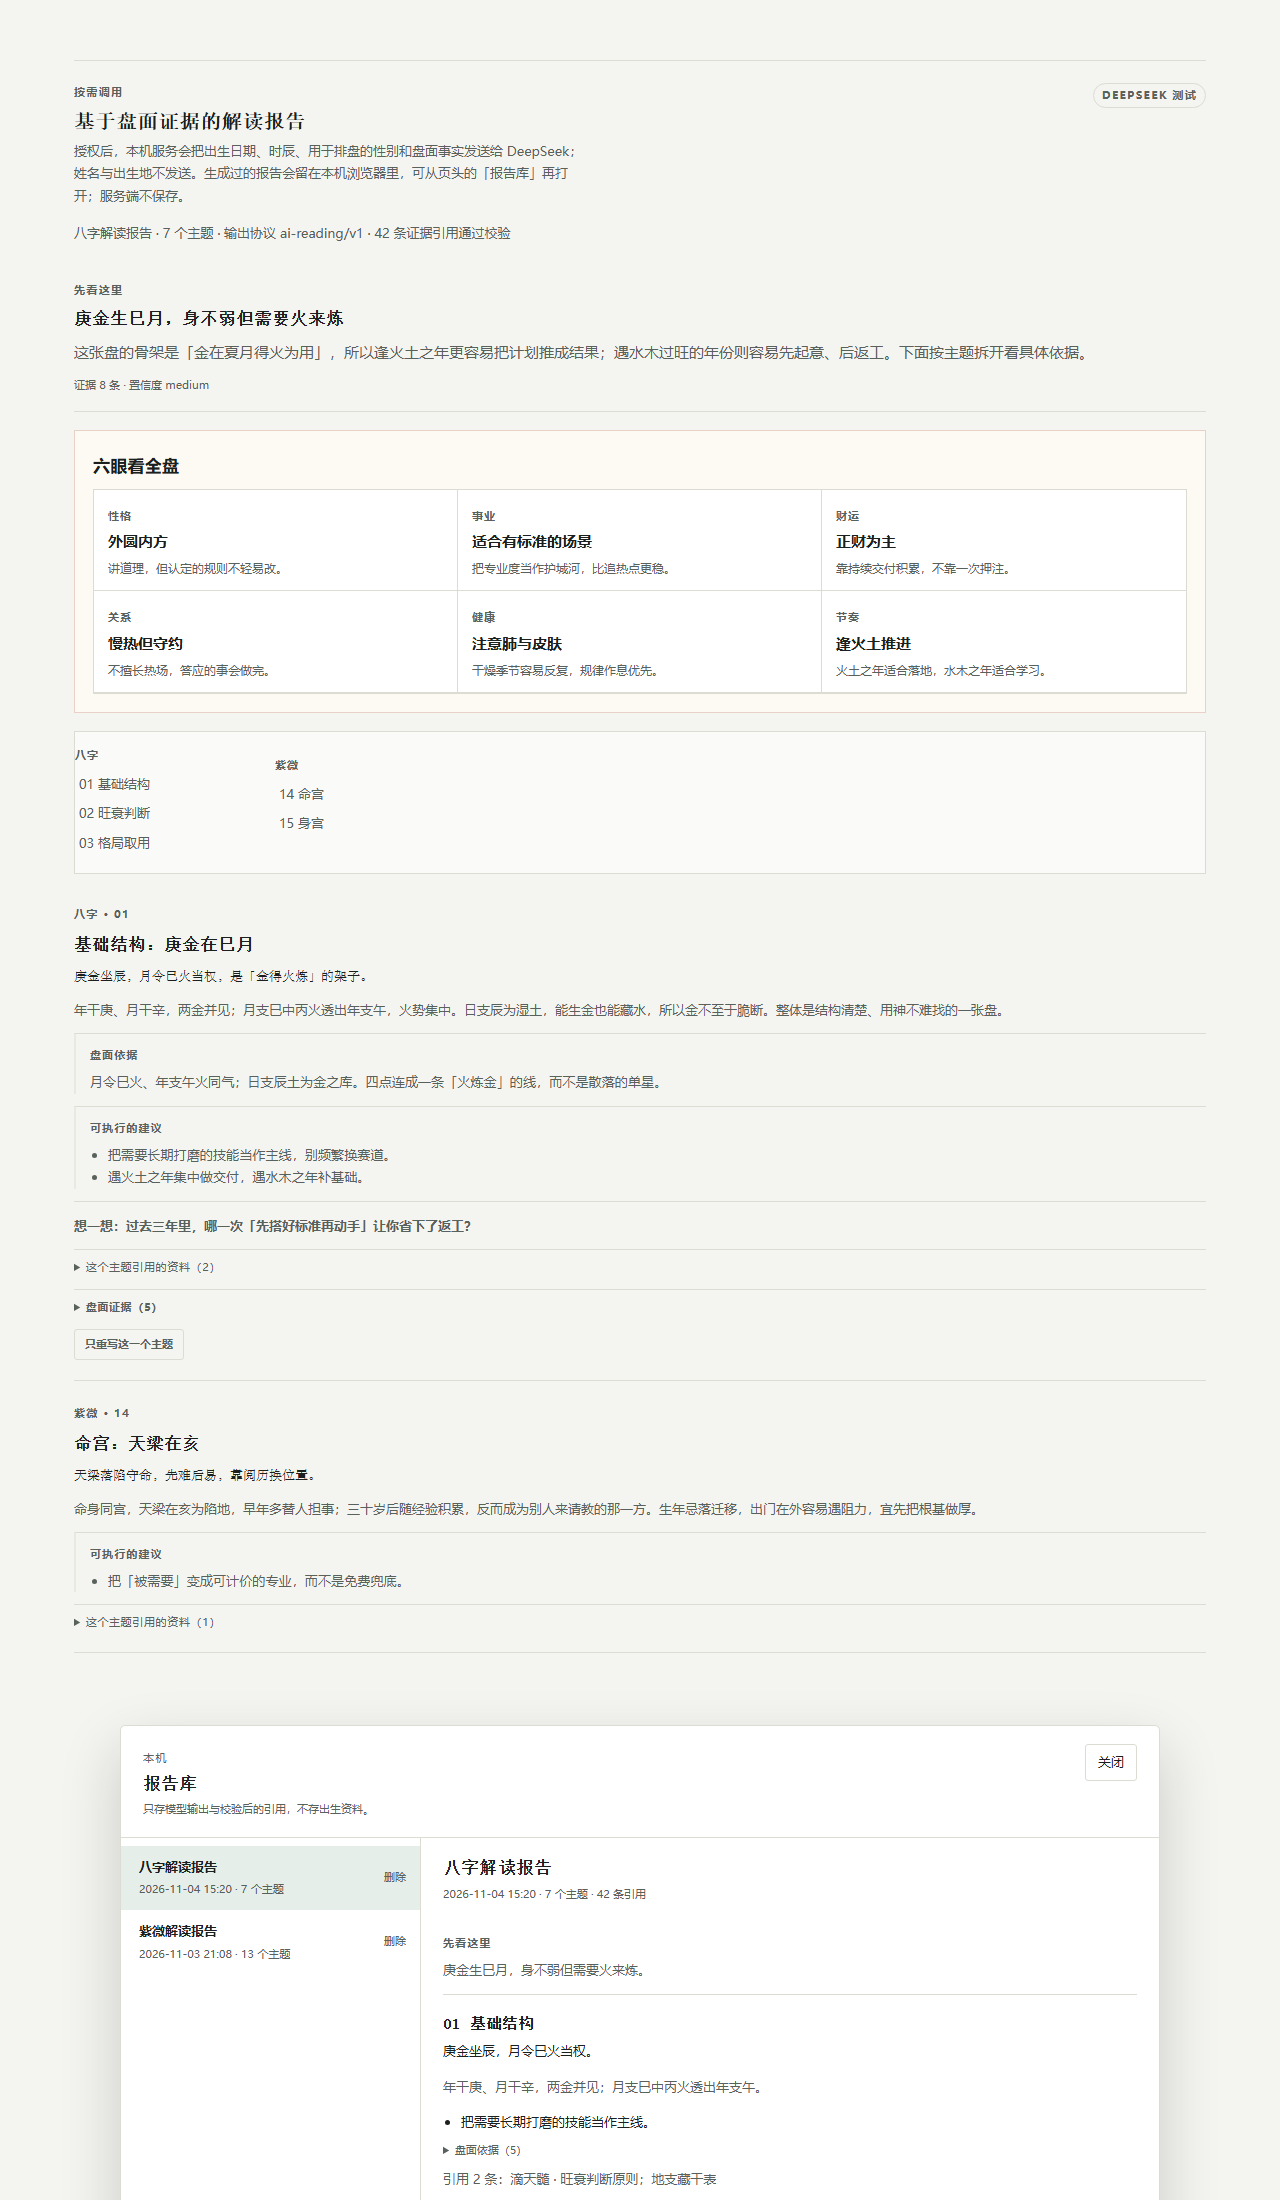 按需调用
DEEPSEEK 测试
基于盘面证据的解读报告
授权后，本机服务会把出生日期、时辰、用于排盘的性别和盘面事实发送给 DeepSeek；
姓名与出生地不发送。生成过的报告会留在本机浏览器里，可从页头的「报告库」再打
开；服务端不保存。
八字解读报告 · 7 个主题 · 输出协议 ai-reading/v1 · 42 条证据引用通过校验
先看这里
庚金生巳月，身不弱但需要火来炼
这张盘的骨架是「金在夏月得火为用」，所以逢火土之年更容易把计划推成结果；遇水木过旺的年份则容易先起意、后返工。下面按主题拆开看具体依据。
证据 8 条 · 置信度 medium
六眼看全盘
性格
外圆内方
讲道理，但认定的规则不轻易改。
事业
适合有标准的场景
把专业度当作护城河，比追热点更稳。
财运
正财为主
靠持续交付积累，不靠一次押注。
关系
慢热但守约
不擅长热场，答应的事会做完。
健康
注意肺与皮肤
干燥季节容易反复，规律作息优先。
节奏
逢火土推进
火土之年适合落地，水木之年适合学习。
八字
01 基础结构
02 旺衰判断
03 格局取用
紫微
14 命宫
15 身宫
八字 · 01
基础结构：庚金在巳月
庚金坐辰，月令巳火当权，是「金得火炼」的架子。
年干庚、月干辛，两金并见；月支巳中丙火透出年支午，火势集中。日支辰为湿土，能生金也能藏水，所以金不至于脆断。整体是结构清楚、用神不难找的一张盘。
盘面依据
月令巳火、年支午火同气；日支辰土为金之库。四点连成一条「火炼金」的线，而不是散落的单星。
可执行的建议
• 把需要长期打磨的技能当作主线，别频繁换赛道。
• 遇火土之年集中做交付，遇水木之年补基础。
想一想：过去三年里，哪一次「先搭好标准再动手」让你省下了返工？
▶ 这个主题引用的资料（2）
▶ 盘面证据（5）
只重写这一个主题
紫微 · 14
命宫：天梁在亥
天梁落陷守命，先难后易，靠阅历换位置。
命身同宫，天梁在亥为陷地，早年多替人担事；三十岁后随经验积累，反而成为别人来请教的那一方。生年忌落迁移，出门在外容易遇阻力，宜先把根基做厚。
可执行的建议
• 把「被需要」变成可计价的专业，而不是免费兜底。
▶ 这个主题引用的资料（1）
本机
报告库
只存模型输出与校验后的引用，不存出生资料。
关闭
八字解读报告
2026-11-04 15:20 · 7 个主题
删除
紫微解读报告
2026-11-03 21:08 · 13 个主题
删除
八字解读报告
2026-11-04 15:20 · 7 个主题 · 42 条引用
先看这里
庚金生巳月，身不弱但需要火来炼。
01 基础结构
庚金坐辰，月令巳火当权。
年干庚、月干辛，两金并见；月支巳中丙火透出年支午。
• 把需要长期打磨的技能当作主线。
▶ 盘面依据（5）
引用 2 条：滴天髓 · 旺衰判断原则；地支藏干表